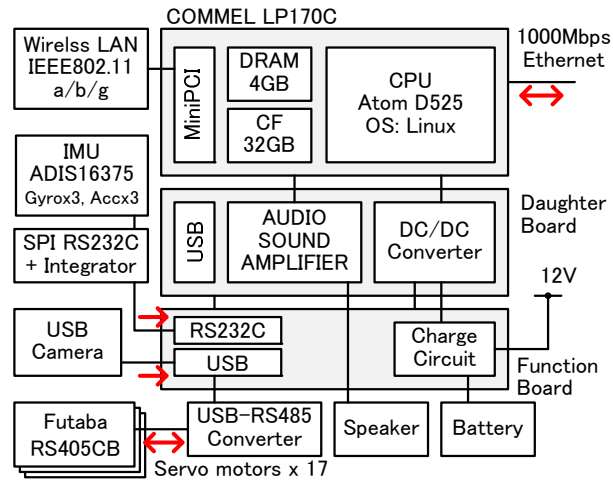 COMMEL LP170C
Wirelss LAN
IEEE802.11
a/b/g
MiniPCI
DRAM
4GB
CF
32GB
CPU
Atom D525
OS: Linux
1000Mbps
Ethernet
IMU
ADIS16375
Gyrox3, Accx3
SPI RS232C
+ Integrator
USB
AUDIO
SOUND
AMPLIFIER
DC/DC
Converter
Daughter
Board
12V
USB
Camera
RS232C
USB
Charge
Circuit
Function
Board
Futaba
RS405CB
USB-RS485
Converter
Speaker
Battery
Servo motors x 17